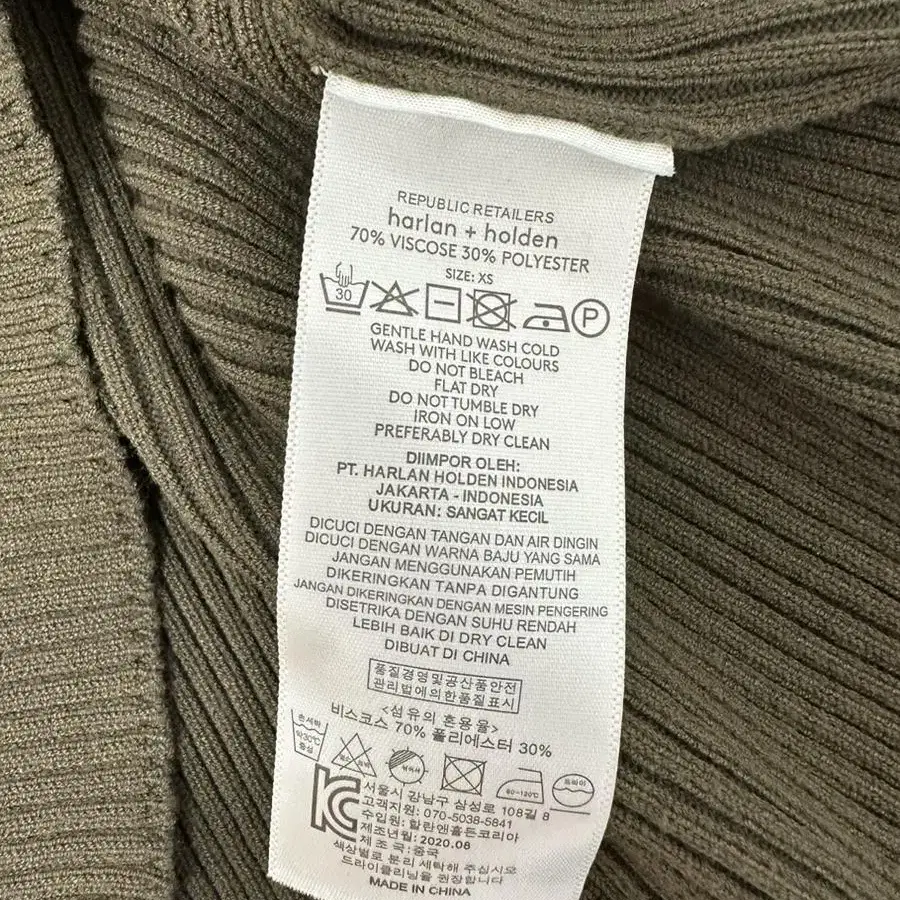 REPUBLIC RETAILERS
harlan + holden
70% VISCOSE 30% POLYESTER
SIZE: XS
30 P
GENTLE HAND WASH COLD
WASH WITH LIKE COLOURS
DO NOT BLEACH
FLAT DRY
DO NOT TUMBLE DRY
IRON ON LOW
PREFERABLY DRY CLEAN
DIIMPOR OLEH:
PT. HARLAN HOLDEN INDONESIA
JAKARTA - INDONESIA
UKURAN: SANGAT KECIL
DICUCI DENGAN TANGAN DAN AIR DINGIN
DICUCI DENGAN WARNA BAJU YANG SAMA
JANGAN MENGGUNAKAN PEMUTIH
DIKERINGKAN TANPA DIGANTUNG
JANGAN DIKERINGKAN DENGAN MESIN PENGERING
DISETRIKA DENGAN SUHU RENDAH
LEBIH BAIK DI DRY CLEAN
DIBUAT DI CHINA
품질경영및공산품안전
관리법에의한품질표시
<섬유의 혼용율>
비스코스 70% 폴리에스터 30%
손세탁
약30℃
중성
80~120℃
드라이
서울시 강남구 삼성로 108길 8
고객지원: 070-5038-5841
수입원: 할란앤홀든코리아
제조년월: 2020.08
제조국:중국
색상별로 분리 세탁해 주십시오
드라이클리닝을 권장합니다
MADE IN CHINA